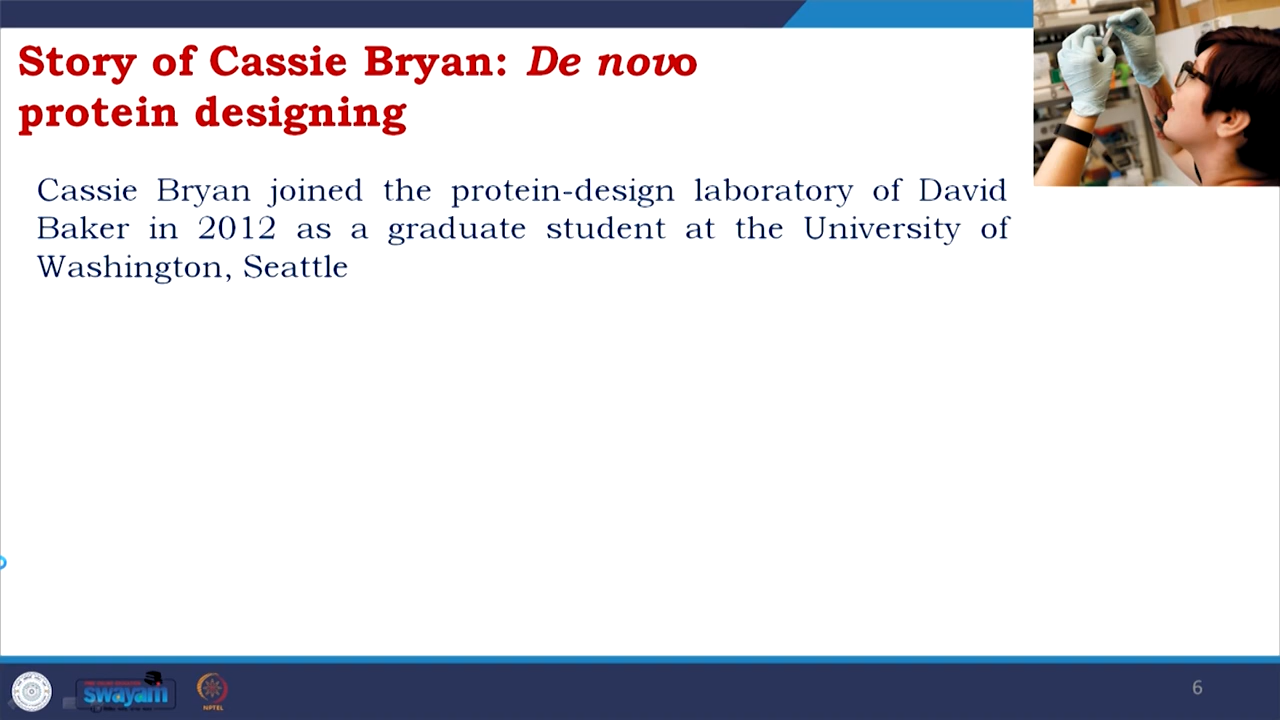 Story of Cassie Bryan: De novo
protein designing
Cassie Bryan joined the protein-design laboratory of David
Baker in 2012 as a graduate student at the University of
Washington, Seattle
swayam
NPTEL
6